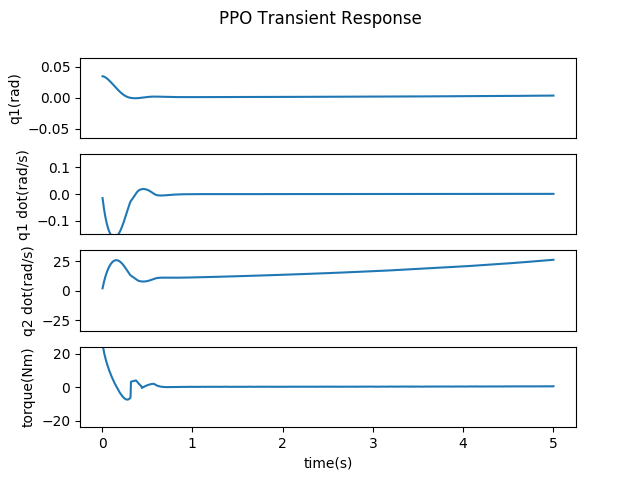 PPO Transient Response
q1(rad)
0.05
0.00
−0.05
q1 dot(rad/s)
0.1
0.0
−0.1
q2 dot(rad/s)
25
0
−25
torque(Nm)
20
0
−20
0 1 2 3 4 5
time(s)